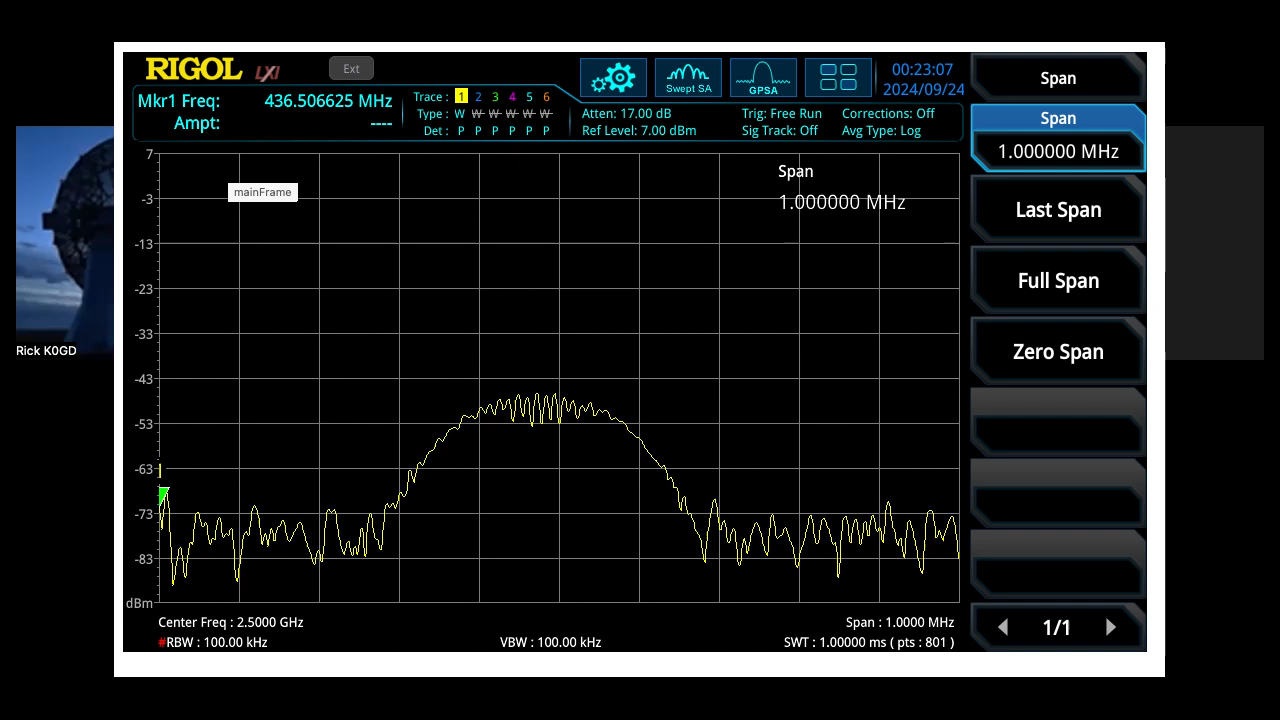 RIGOL LXI Ext
Swept SA GPSA
00:23:07
2024/09/24
Mkr1 Freq: 436.506625 MHz
Ampt: ----
Trace : 1 2 3 4 5 6
Type : W W W W W W
Det : P P P P P P
Atten: 17.00 dB Trig: Free Run Corrections: Off
Ref Level: 7.00 dBm Sig Track: Off Avg Type: Log
7
-3
-13
-23
-33
-43
-53
-63
-73
-83
dBm
mainFrame
Span
1.000000 MHz
Center Freq : 2.5000 GHz Span : 1.0000 MHz
#RBW : 100.00 kHz VBW : 100.00 kHz SWT : 1.00000 ms ( pts : 801 )
Span
Span
1.000000 MHz
Last Span
Full Span
Zero Span
1/1
Rick K0GD